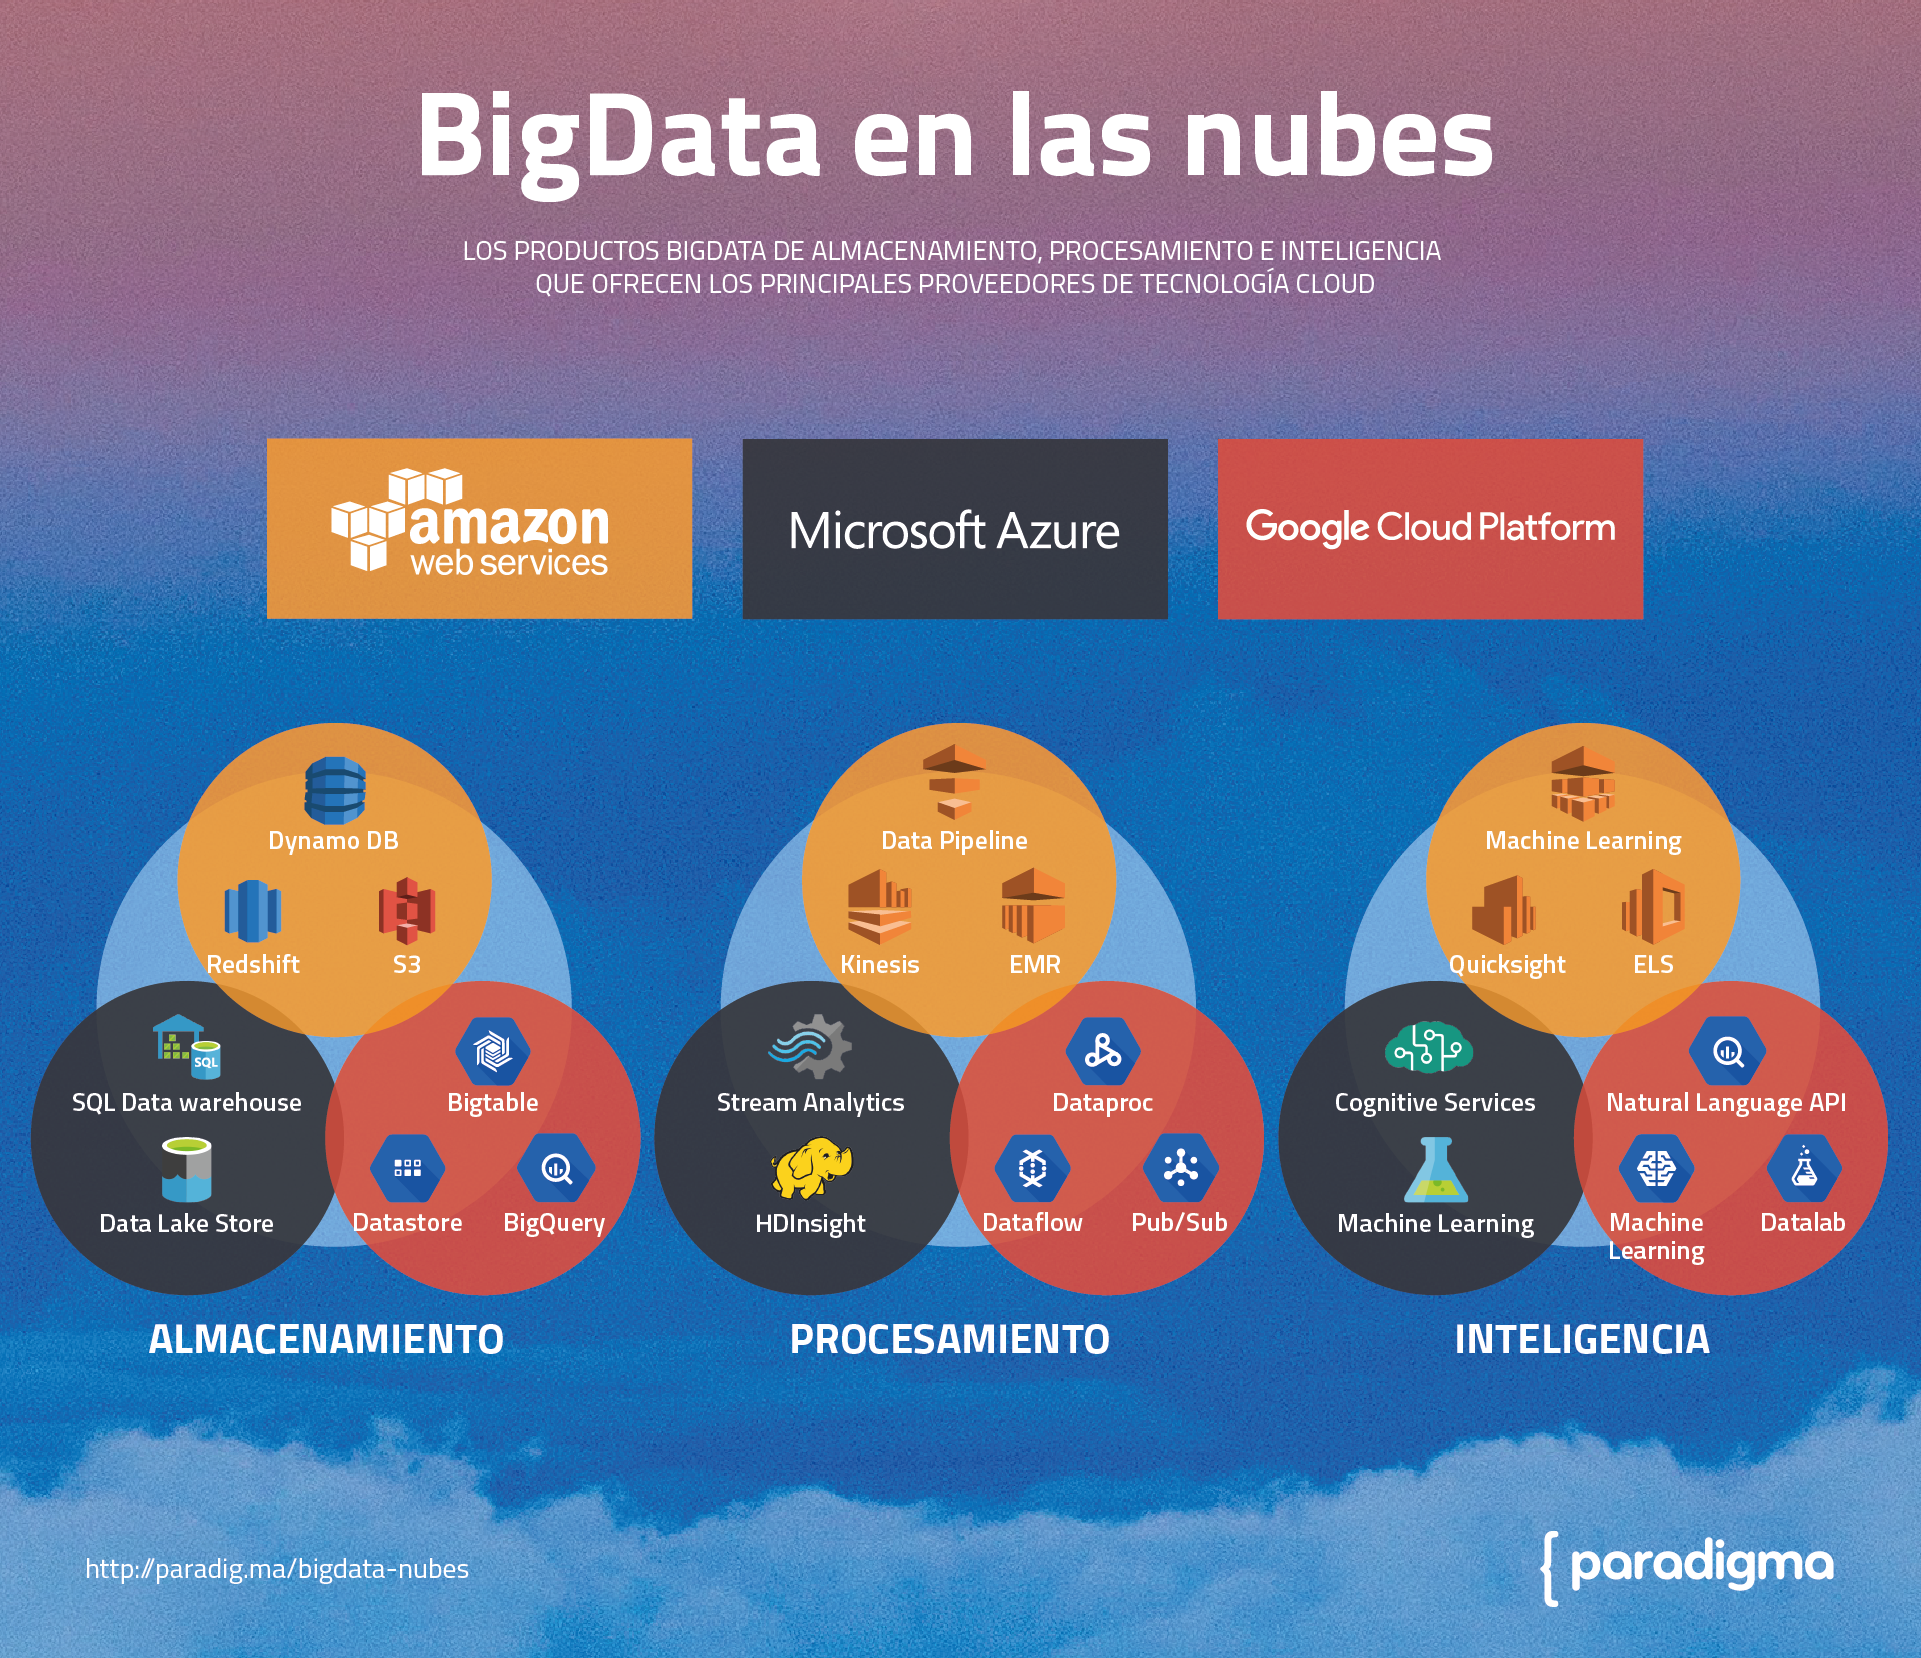 BigData en las nubes
LOS PRODUCTOS BIGDATA DE ALMACENAMIENTO, PROCESAMIENTO E INTELIGENCIA
QUE OFRECEN LOS PRINCIPALES PROVEEDORES DE TECNOLOGÍA CLOUD
amazon
web services
Microsoft Azure
Google Cloud Platform
Dynamo DB
Redshift
S3
SQL
SQL Data warehouse
Data Lake Store
Bigtable
Datastore
BigQuery
ALMACENAMIENTO
Data Pipeline
Kinesis
EMR
Stream Analytics
HDInsight
Dataproc
Dataflow
Pub/Sub
PROCESAMIENTO
Machine Learning
Quicksight
ELS
Cognitive Services
Machine Learning
Natural Language API
Machine
Learning
Datalab
INTELIGENCIA
http://paradig.ma/bigdata-nubes
{paradigma